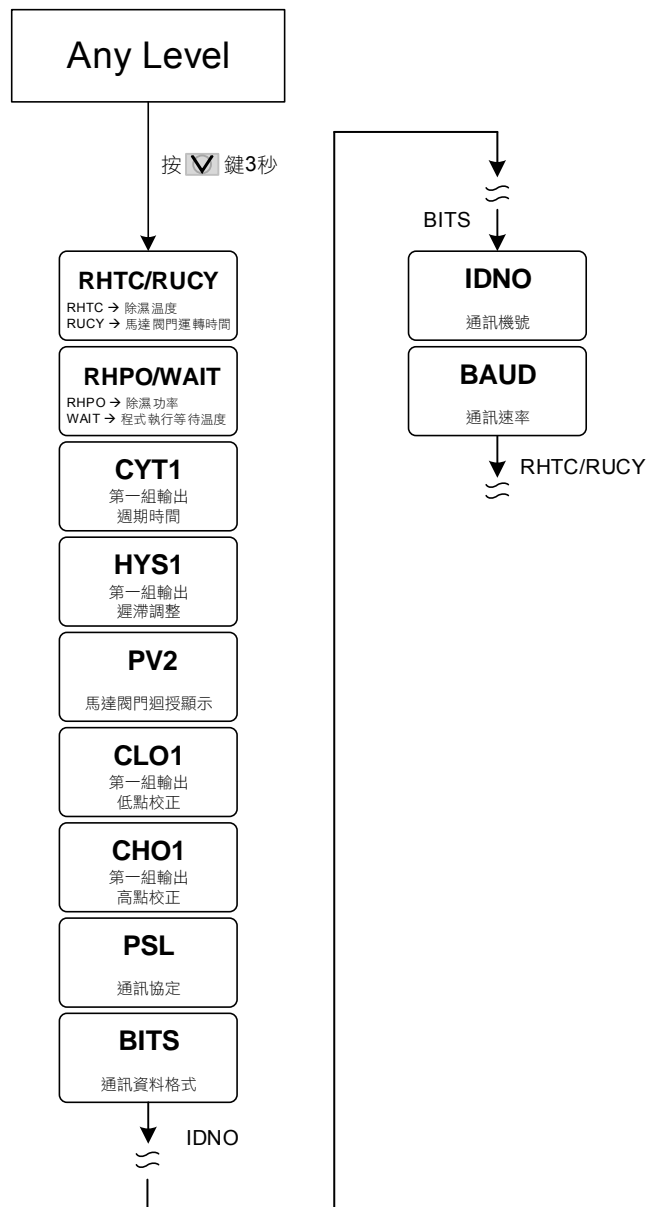 Any Level
按 V 鍵3秒
RHTC/RUCY
RHTC → 除濕溫度
RUCY → 馬達閥門運轉時間
RHPO/WAIT
RHPO → 除濕功率
WAIT → 程式執行等待溫度
CYT1
第一組輸出
週期時間
HYS1
第一組輸出
遲滯調整
PV2
馬達閥門迴授顯示
CLO1
第一組輸出
低點校正
CHO1
第一組輸出
高點校正
PSL
通訊協定
BITS
通訊資料格式
IDNO
BITS
IDNO
通訊機號
BAUD
通訊速率
RHTC/RUCY